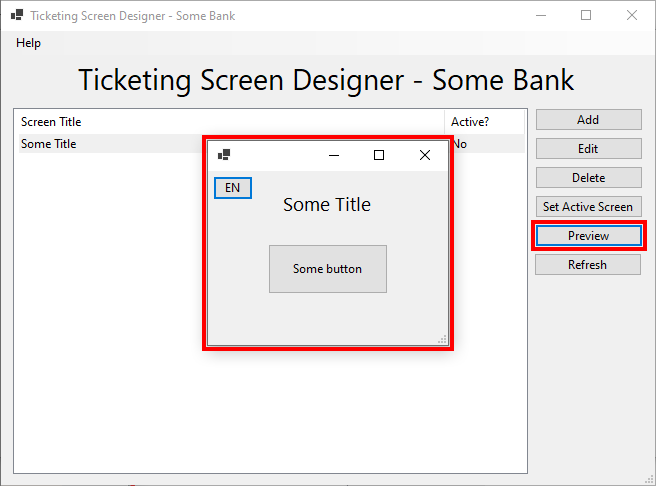 Ticketing Screen Designer - Some Bank
Help
Ticketing Screen Designer - Some Bank
Screen Title Active?
Some Title No
EN
Some Title
Some button
Add
Edit
Delete
Set Active Screen
Preview
Refresh